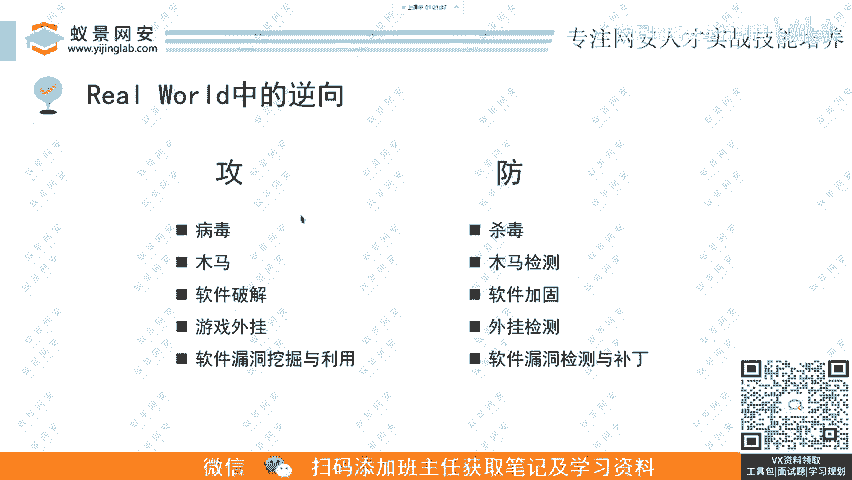 蚁景网安
www.yijinglab.com
专注网安人才实战技能培养
Real World中的逆向
攻
防
病毒
木马
软件破解
游戏外挂
软件漏洞挖掘与利用
杀毒
木马检测
软件加固
外挂检测
软件漏洞检测与补丁
VX资料领取
工具包|面试题|学习规划
微信 扫码添加班主任获取笔记及学习资料